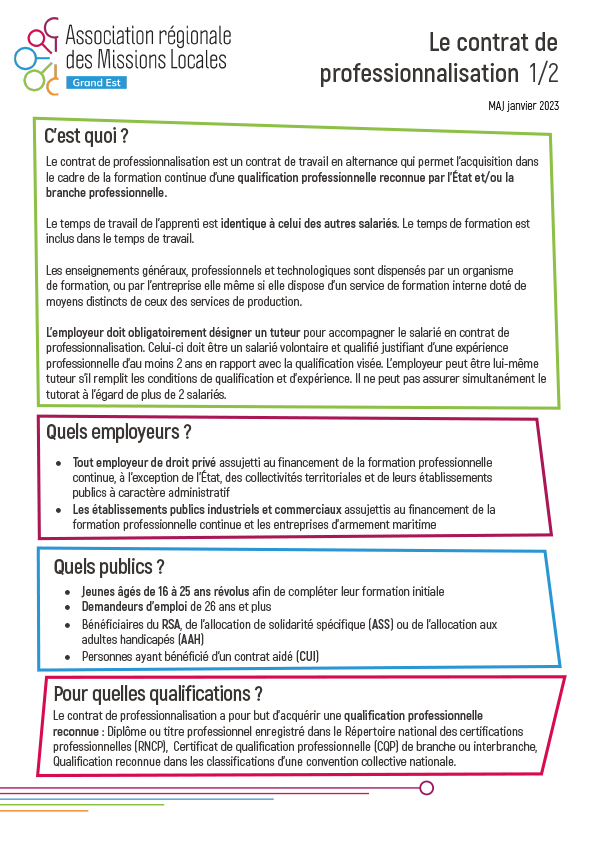 Association régionale
des Missions Locales
Grand Est
Le contrat de
professionnalisation 1/2
MAJ janvier 2023
C'est quoi ?
Le contrat de professionnalisation est un contrat de travail en alternance qui permet l'acquisition dans
le cadre de la formation continue d'une qualification professionnelle reconnue par l'État et/ou la
branche professionnelle.
Le temps de travail de l'apprenti est identique à celui des autres salariés. Le temps de formation est
inclus dans le temps de travail.
Les enseignements généraux, professionnels et technologiques sont dispensés par un organisme
de formation, ou par l'entreprise elle même si elle dispose d'un service de formation interne doté de
moyens distincts de ceux des services de production.
L'employeur doit obligatoirement désigner un tuteur pour accompagner le salarié en contrat de
professionnalisation. Celui-ci doit être un salarié volontaire et qualifié justifiant d'une expérience
professionnelle d'au moins 2 ans en rapport avec la qualification visée. L'employeur peut être lui-même
tuteur s'il remplit les conditions de qualification et d'expérience. Il ne peut pas assurer simultanément le
tutorat à l'égard de plus de 2 salariés.
Quels employeurs ?
• Tout employeur de droit privé assujetti au financement de la formation professionnelle
continue, à l'exception de l'État, des collectivités territoriales et de leurs établissements
publics à caractère administratif
• Les établissements publics industriels et commerciaux assujettis au financement de la
formation professionnelle continue et les entreprises d'armement maritime
Quels publics ?
• Jeunes âgés de 16 à 25 ans révolus afin de compléter leur formation initiale
• Demandeurs d'emploi de 26 ans et plus
• Bénéficiaires du RSA, de l'allocation de solidarité spécifique (ASS) ou de l'allocation aux
adultes handicapés (AAH)
• Personnes ayant bénéficié d'un contrat aidé (CUI)
Pour quelles qualifications ?
Le contrat de professionnalisation a pour but d'acquérir une qualification professionnelle
reconnue : Diplôme ou titre professionnel enregistré dans le Répertoire national des certifications
professionnelles (RNCP), Certificat de qualification professionnelle (CQP) de branche ou interbranche,
Qualification reconnue dans les classifications d'une convention collective nationale.